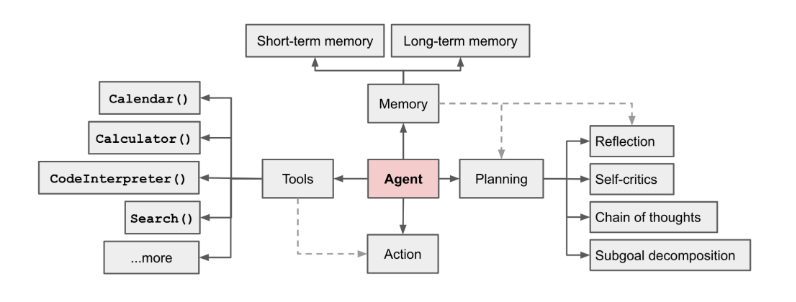 Short-term memory
Long-term memory
Memory
Calendar()
Calculator()
CodeInterpreter()
Search()
...more
Tools
Agent
Planning
Action
Reflection
Self-critics
Chain of thoughts
Subgoal decomposition